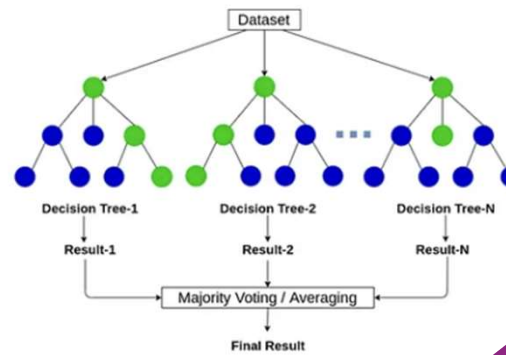 Dataset
Decision Tree-1
Decision Tree-2
Decision Tree-N
Result-1
Result-2
Result-N
Majority Voting / Averaging
Final Result